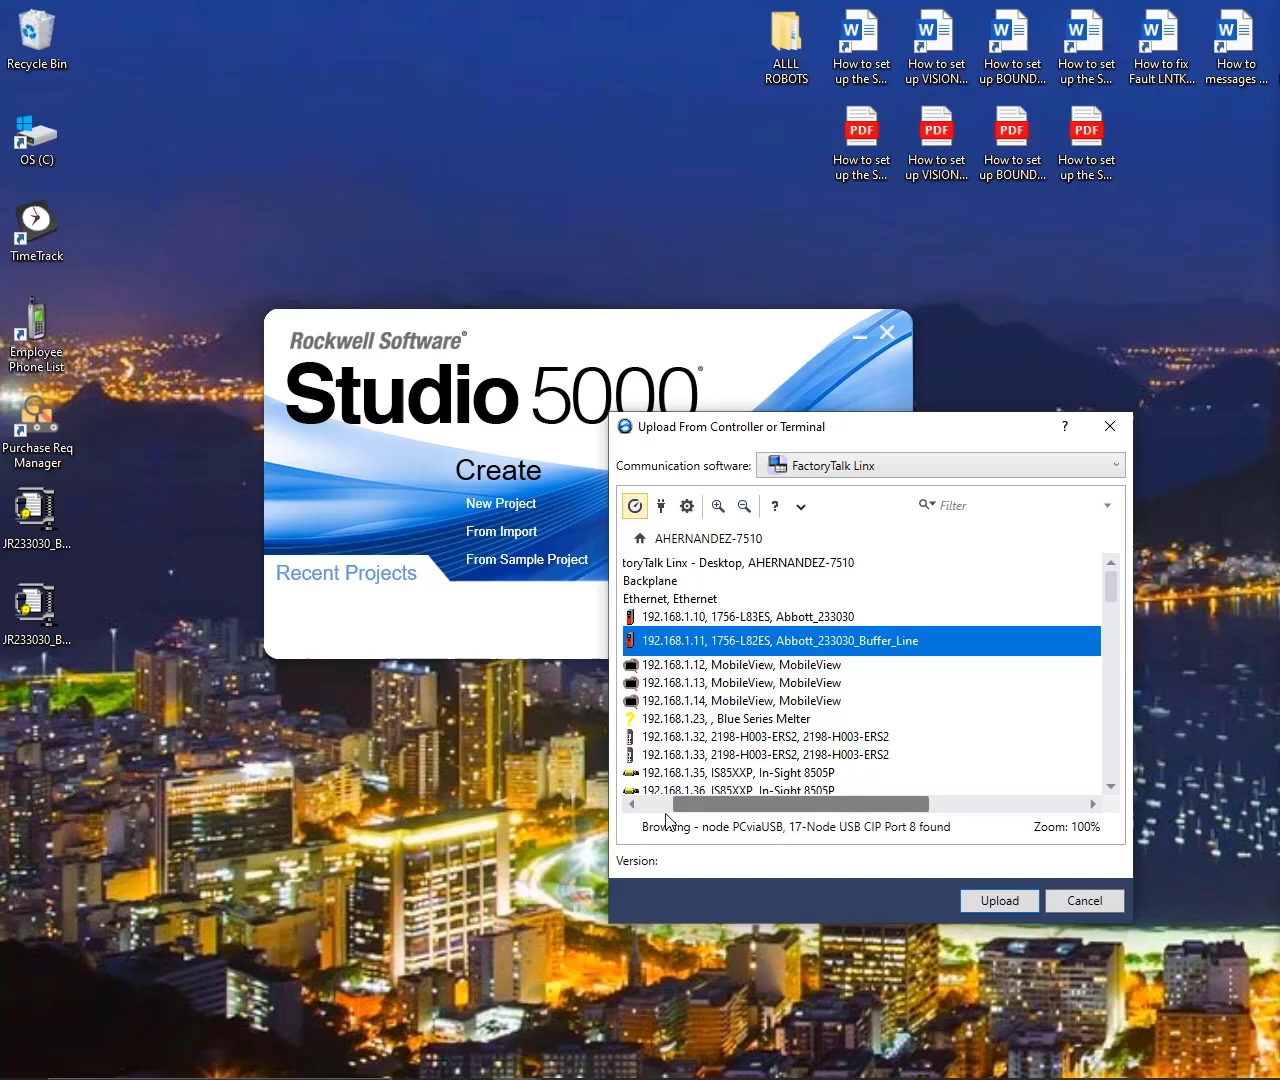 Recycle Bin
OS (C)
TimeTrack
Employee
Phone List
Purchase Req
Manager
JR233030_B...
JR233030_B...
ALLL
ROBOTS
How to set
up the S...
How to set
up VISION...
How to set
up BOUND...
How to set
up the S...
How to fix
Fault LNTK...
How to
messages ...
PDF
How to set
up the S...
PDF
How to set
up VISION...
PDF
How to set
up BOUND...
PDF
How to set
up the S...
Rockwell Software®
Studio 5000®
Create
New Project
From Import
From Sample Project
Recent Projects
Upload From Controller or Terminal
Communication software: FactoryTalk Linx
Filter
AHERNANDEZ-7510
toryTalk Linx - Desktop, AHERNANDEZ-7510
Backplane
Ethernet, Ethernet
192.168.1.10, 1756-L83ES, Abbott_233030
192.168.1.11, 1756-L82ES, Abbott_233030_Buffer_Line
192.168.1.12, MobileView, MobileView
192.168.1.13, MobileView, MobileView
192.168.1.14, MobileView, MobileView
192.168.1.23, , Blue Series Melter
192.168.1.32, 2198-H003-ERS2, 2198-H003-ERS2
192.168.1.33, 2198-H003-ERS2, 2198-H003-ERS2
192.168.1.35, IS85XXP, In-Sight 8505P
192.168.1.36, IS85XXP, In-Sight 8505P
Browsing - node PCviaUSB, 17-Node USB CIP Port 8 found
Zoom: 100%
Version:
Upload
Cancel